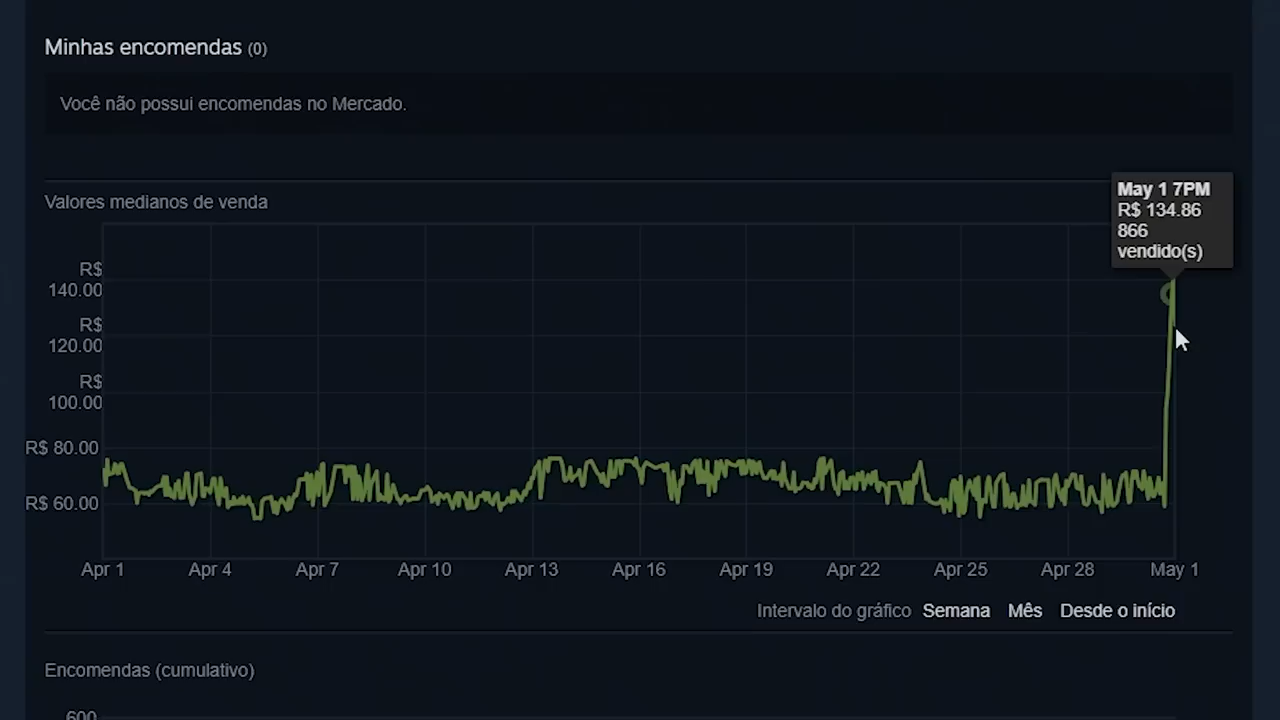 Minhas encomendas (0)
Você não possui encomendas no Mercado.
Valores medianos de venda
May 1 7PM
R$ 134.86
866
vendido(s)
R$
140.00
R$
120.00
R$
100.00
R$ 80.00
R$ 60.00
Apr 1 Apr 4 Apr 7 Apr 10 Apr 13 Apr 16 Apr 19 Apr 22 Apr 25 Apr 28 May 1
Intervalo do gráfico Semana Mês Desde o início
Encomendas (cumulativo)
600